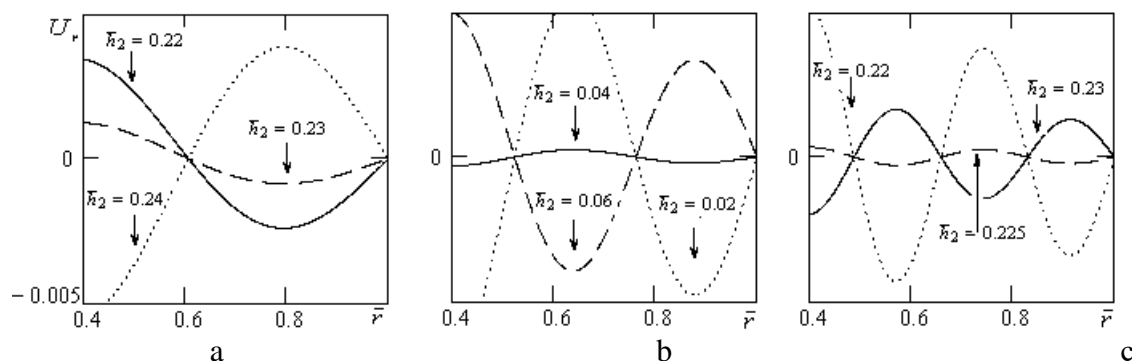 U_r
h̄₂ = 0.22
h̄₂ = 0.23
0
h̄₂ = 0.24
− 0.005
0.4 0.6 0.8 r̄
a
h̄₂ = 0.04
0
h̄₂ = 0.06
h̄₂ = 0.02
0.4 0.6 0.8 r̄
b
h̄₂ = 0.22
h̄₂ = 0.23
0
h̄₂ = 0.225
0.4 0.6 0.8 r̄
c